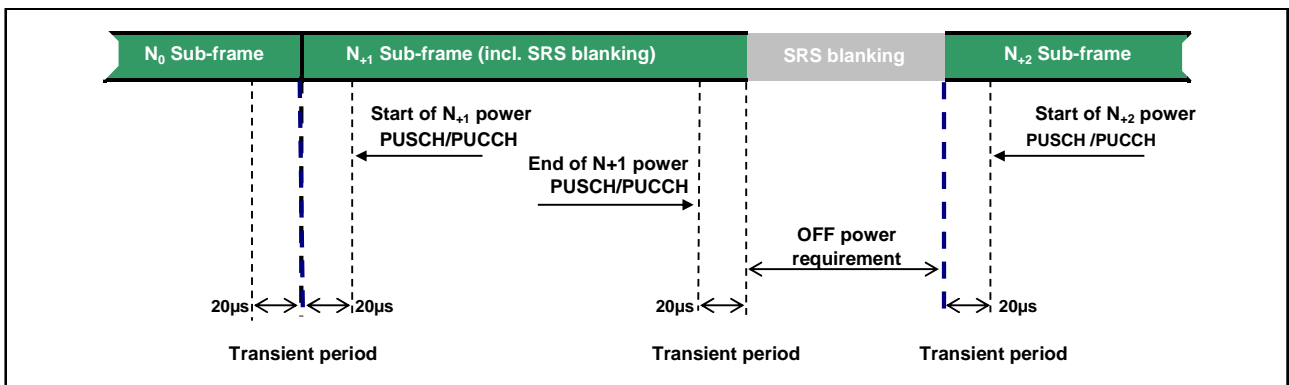 N₀ Sub-frame
N₊₁ Sub-frame (incl. SRS blanking)
SRS blanking
N₊₂ Sub-frame
Start of N₊₁ power
PUSCH/PUCCH
Start of N₊₂ power
PUSCH /PUCCH
End of N+1 power
PUSCH/PUCCH
OFF power
requirement
20µs
20µs
20µs
20µs
Transient period
Transient period
Transient period